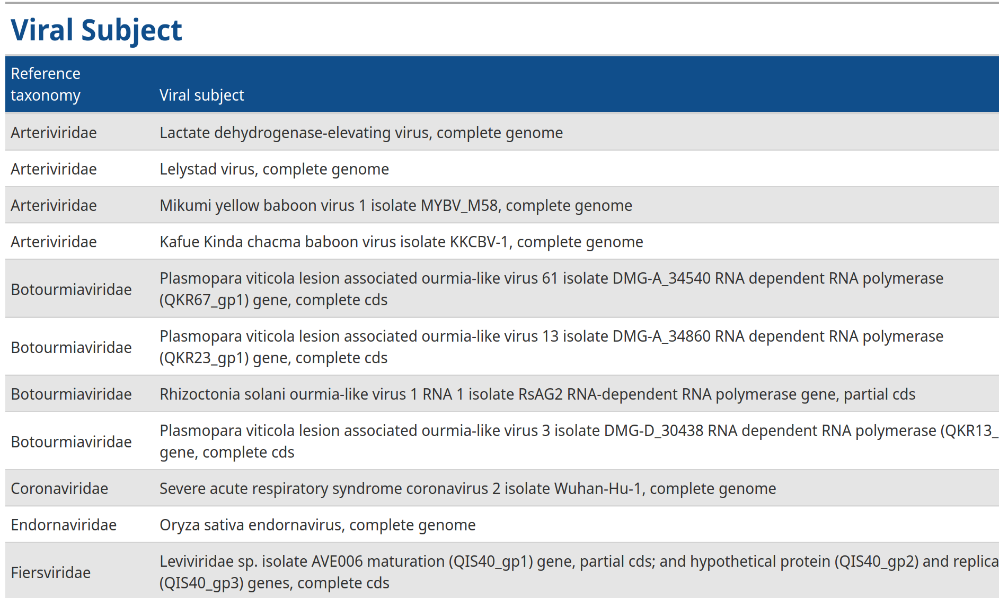 Viral Subject
Reference
taxonomy
Viral subject
Arteriviridae
Lactate dehydrogenase-elevating virus, complete genome
Arteriviridae
Lelystad virus, complete genome
Arteriviridae
Mikumi yellow baboon virus 1 isolate MYBV_M58, complete genome
Arteriviridae
Kafue Kinda chacma baboon virus isolate KKCBV-1, complete genome
Botourmiaviridae
Plasmopara viticola lesion associated ourmia-like virus 61 isolate DMG-A_34540 RNA dependent RNA polymerase
(QKR67_gp1) gene, complete cds
Botourmiaviridae
Plasmopara viticola lesion associated ourmia-like virus 13 isolate DMG-A_34860 RNA dependent RNA polymerase
(QKR23_gp1) gene, complete cds
Botourmiaviridae
Rhizoctonia solani ourmia-like virus 1 RNA 1 isolate RsAG2 RNA-dependent RNA polymerase gene, partial cds
Botourmiaviridae
Plasmopara viticola lesion associated ourmia-like virus 3 isolate DMG-D_30438 RNA dependent RNA polymerase (QKR13_
gene, complete cds
Coronaviridae
Severe acute respiratory syndrome coronavirus 2 isolate Wuhan-Hu-1, complete genome
Endornaviridae
Oryza sativa endornavirus, complete genome
Fiersviridae
Leviviridae sp. isolate AVE006 maturation (QIS40_gp1) gene, partial cds; and hypothetical protein (QIS40_gp2) and replica
(QIS40_gp3) genes, complete cds